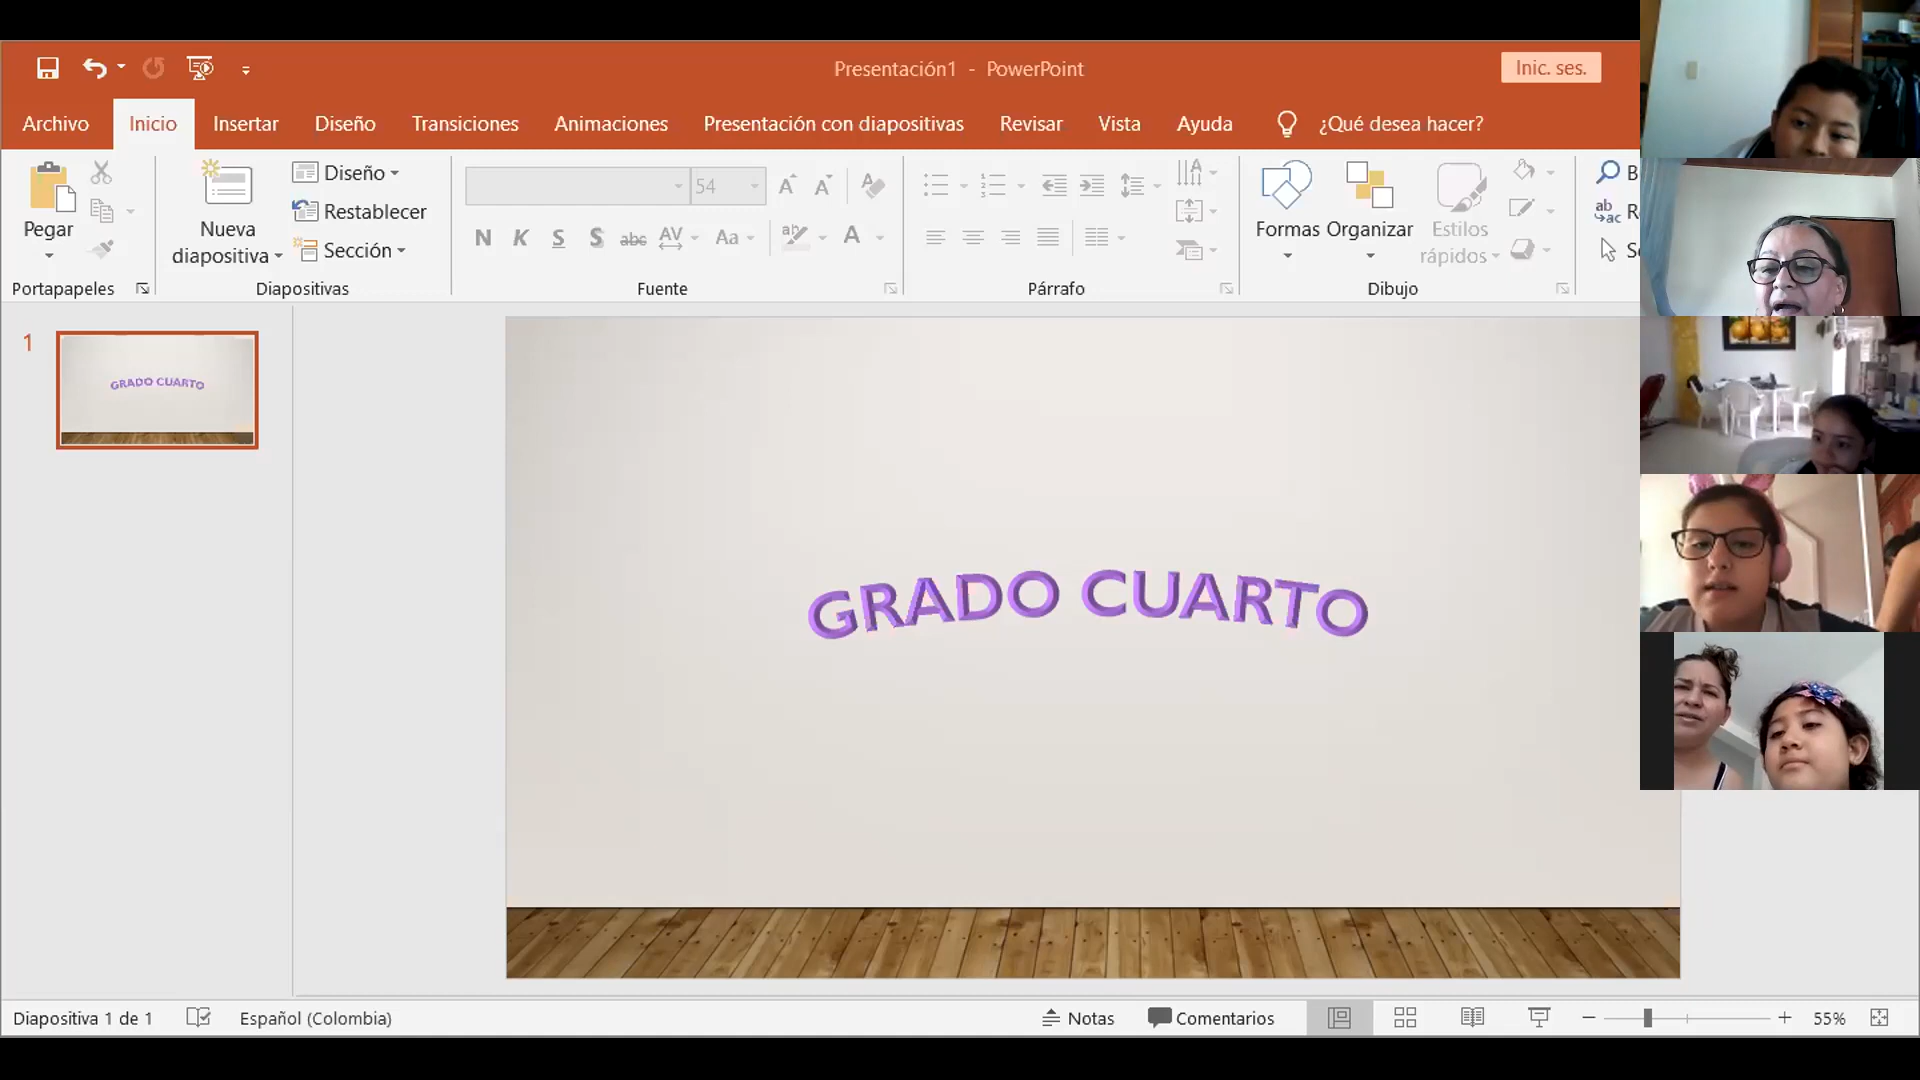 Presentación1 - PowerPoint
Inic. ses.
Archivo Inicio Insertar Diseño Transiciones Animaciones Presentación con diapositivas Revisar Vista Ayuda ¿Qué desea hacer?
Pegar
Portapapeles
Nueva diapositiva
Diseño
Restablecer
Sección
Diapositivas
54
N K S S abc AV Aa A
Fuente
Párrafo
Formas
Organizar
Estilos rápidos
Dibujo
1
GRADO CUARTO
GRADO CUARTO
Diapositiva 1 de 1 Español (Colombia) Notas Comentarios 55%